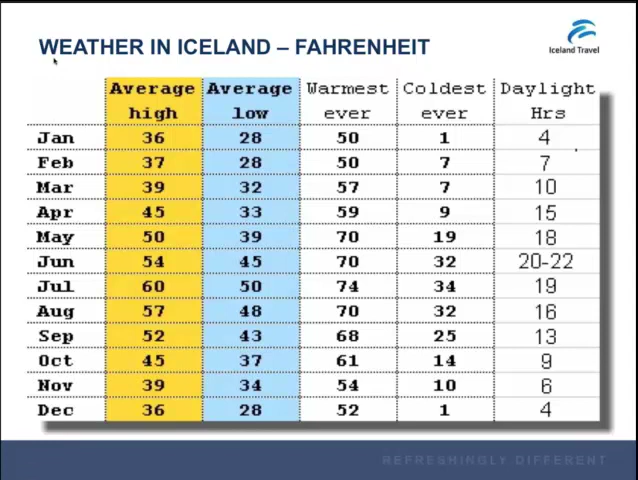 WEATHER IN ICELAND – FAHRENHEIT
Iceland Travel
Average high Average low Warmest ever Coldest ever Daylight Hrs
Jan 36 28 50 1 4
Feb 37 28 50 7 7
Mar 39 32 57 7 10
Apr 45 33 59 9 15
May 50 39 70 19 18
Jun 54 45 70 32 20-22
Jul 60 50 74 34 19
Aug 57 48 70 32 16
Sep 52 43 68 25 13
Oct 45 37 61 14 9
Nov 39 34 54 10 6
Dec 36 28 52 1 4
REFRESHINGLY DIFFERENT